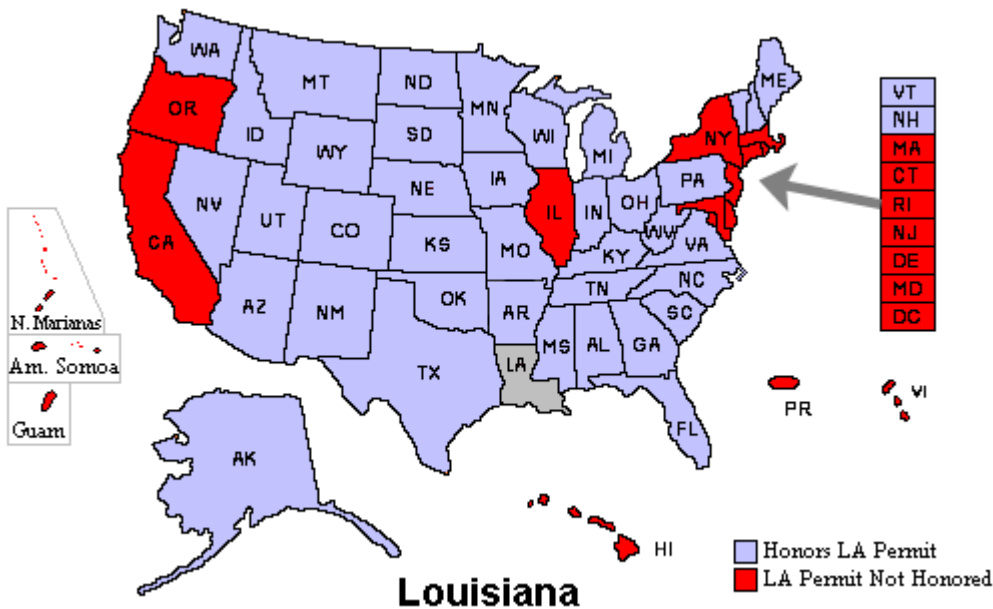 WA
MT
ND
MN
ME
OR
ID
SD
WI
MI
NY
WY
NV
UT
CO
NE
IA
IL
IN
OH
PA
WV
VA
CA
KS
MO
KY
NC
TN
SC
AZ
NM
OK
AR
MS
AL
GA
TX
LA
FL
AK
HI
VT
NH
MA
CT
RI
NJ
DE
MD
DC
N. Marianas
Am. Somoa
Guam
PR
VI
Honors LA Permit
LA Permit Not Honored
Louisiana